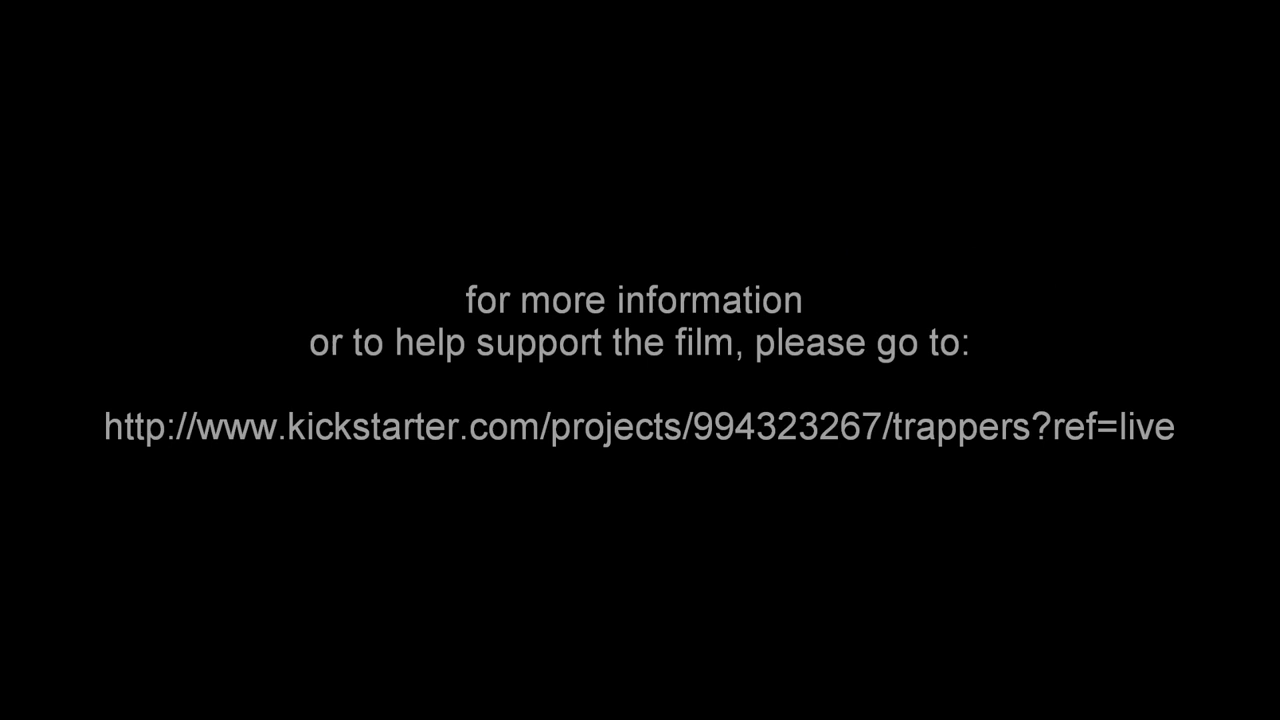 for more information
or to help support the film, please go to:
http://www.kickstarter.com/projects/994323267/trappers?ref=live